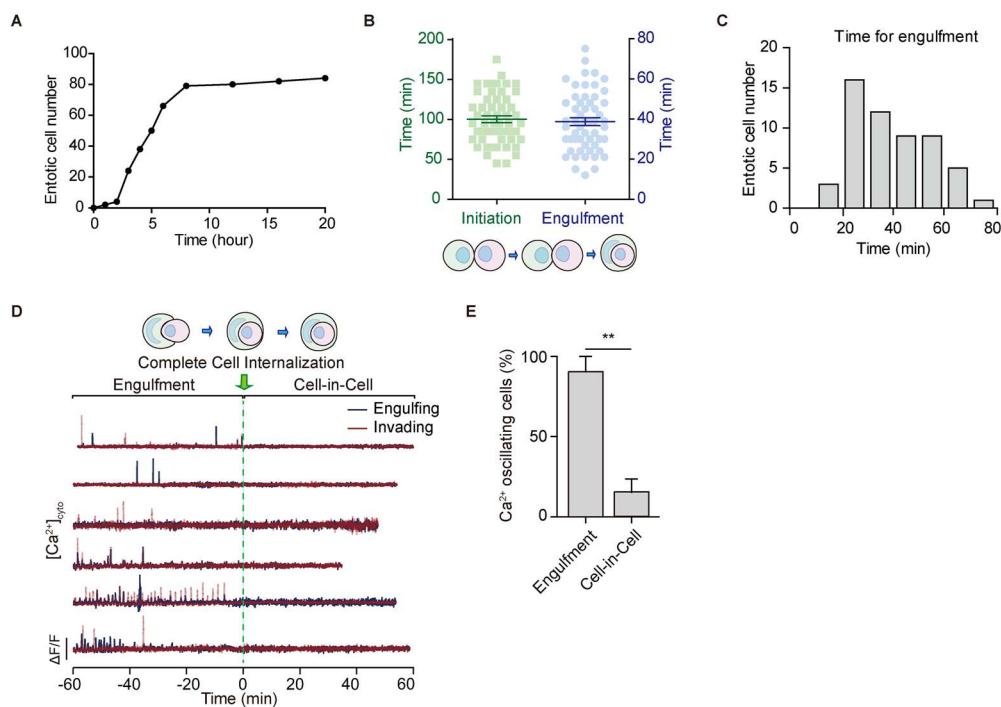 A
Entotic cell number
100
80
60
40
20
0
0
5
10
15
20
Time (hour)
B
Time (min)
200
150
100
50
0
80
60
40
20
0
Time (min)
Initiation
Engulfment
C
Time for engulfment
Entotic cell number
20
15
10
5
0
0
20
40
60
80
Time (min)
D
Complete Cell Internalization
Engulfment
Cell-in-Cell
Engulfing
Invading
[Ca²⁺]cyto
ΔF/F
-60
-40
-20
0
20
40
60
Time (min)
E
Ca²⁺ oscillating cells (%)
100
50
0
**
Engulfment
Cell-in-Cell